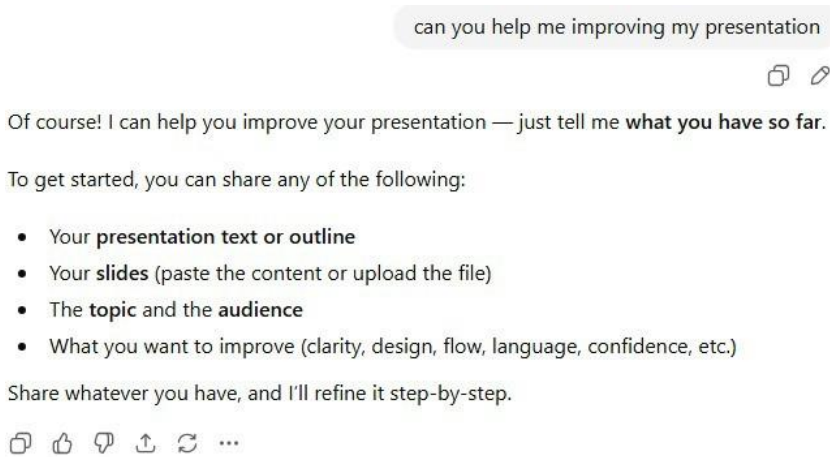 can you help me improving my presentation
Of course! I can help you improve your presentation — just tell me what you have so far.
To get started, you can share any of the following:
• Your presentation text or outline
• Your slides (paste the content or upload the file)
• The topic and the audience
• What you want to improve (clarity, design, flow, language, confidence, etc.)
Share whatever you have, and I'll refine it step-by-step.